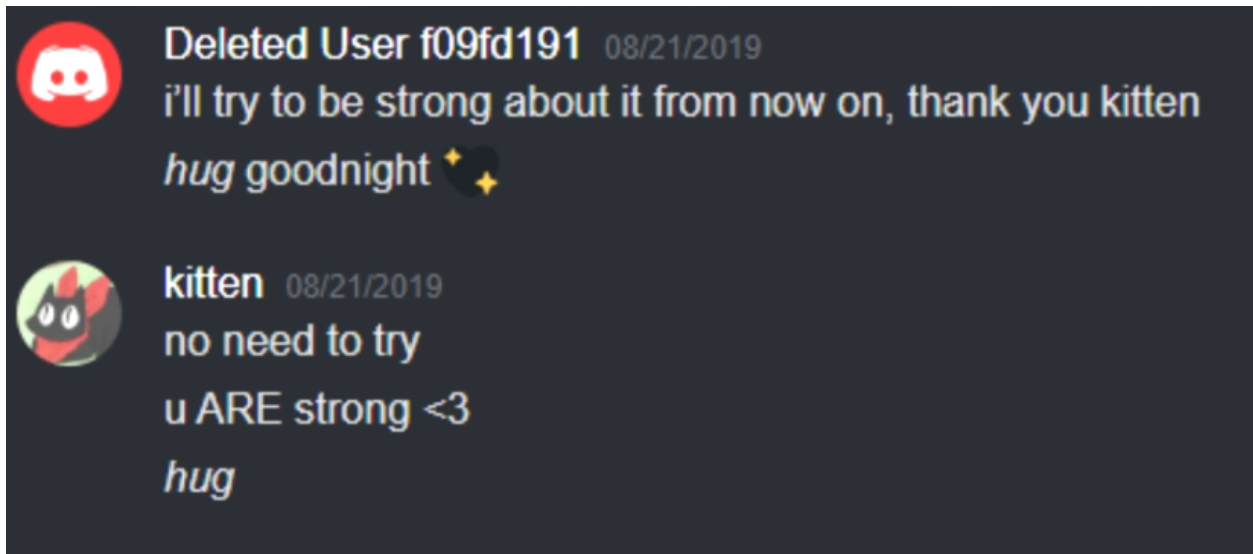 Deleted User f09fd191 08/21/2019
i'll try to be strong about it from now on, thank you kitten
hug goodnight
kitten 08/21/2019
no need to try
u ARE strong <3
hug